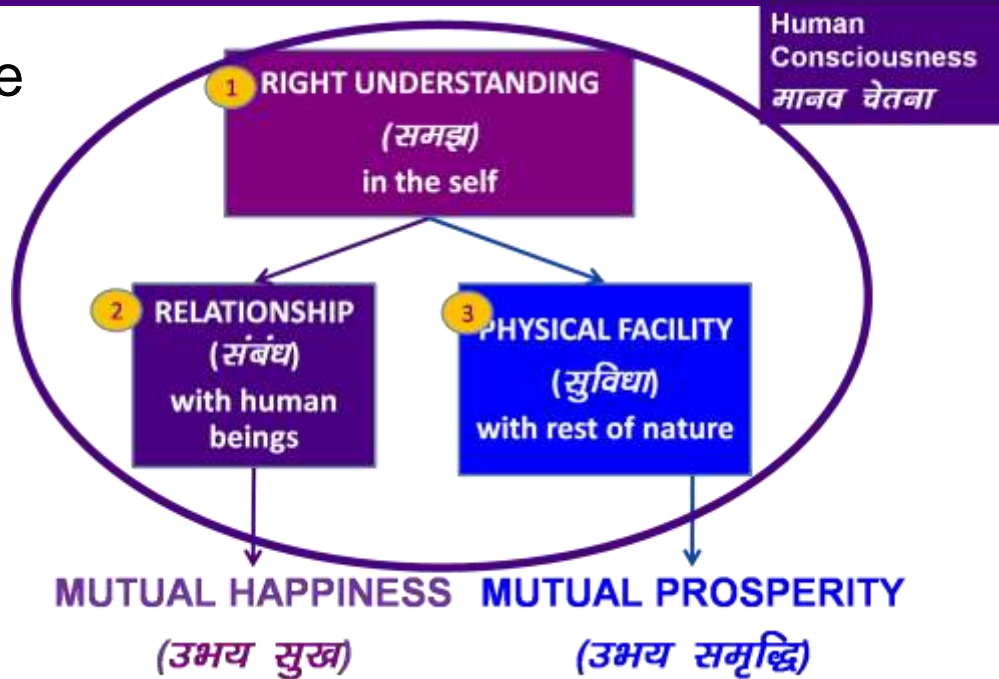 e
Human
Consciousness
मानव चेतना
1
RIGHT UNDERSTANDING
(समझ)
in the self
2
RELATIONSHIP
(संबंध)
with human
beings
3
PHYSICAL FACILITY
(सुविधा)
with rest of nature
MUTUAL HAPPINESS
(उभय सुख)
MUTUAL PROSPERITY
(उभय समृद्धि)